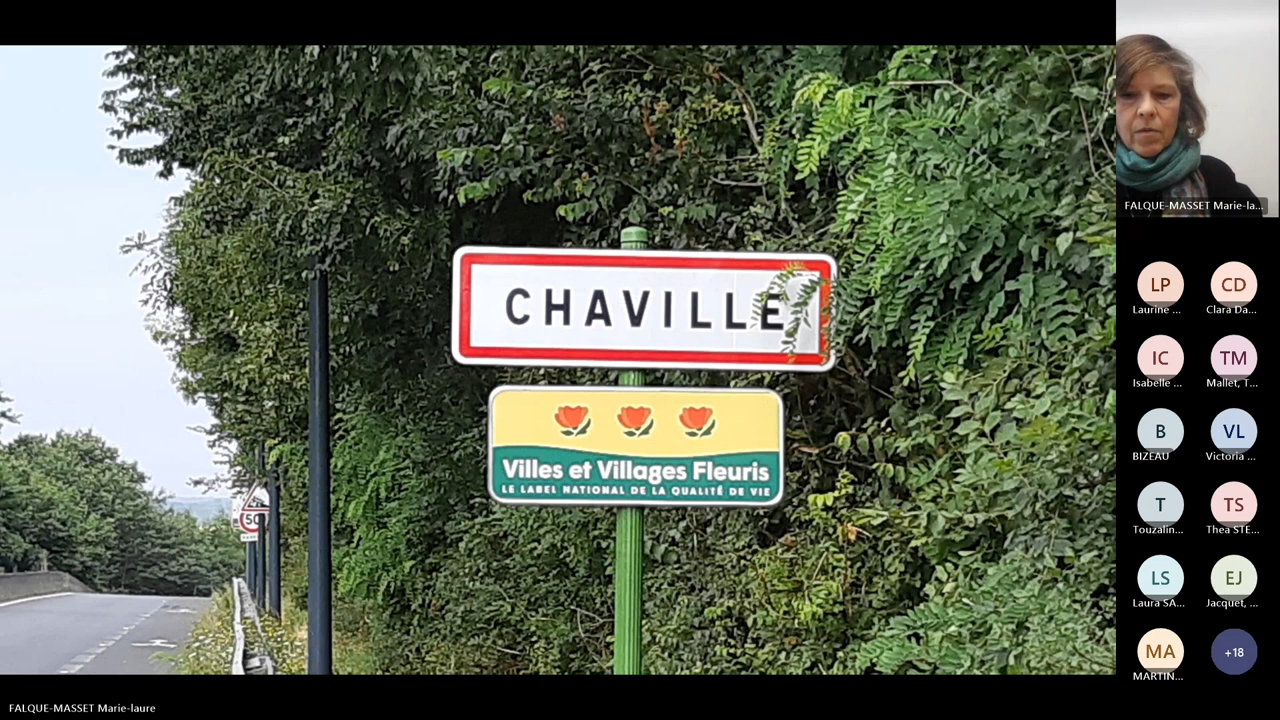 CHAVILLE
Villes et Villages Fleuris
LE LABEL NATIONAL DE LA QUALITÉ DE VIE
50
FALQUE-MASSET Marie-la...
LP
CD
Laurine ...
Clara Da...
IC
TM
Isabelle ...
Mallet, T...
B
VL
BIZEAU
Victoria ...
T
TS
Touzalin...
Thea STE...
LS
EJ
Laura SA...
Jacquet, ...
MA
+18
MARTIN...
FALQUE-MASSET Marie-laure